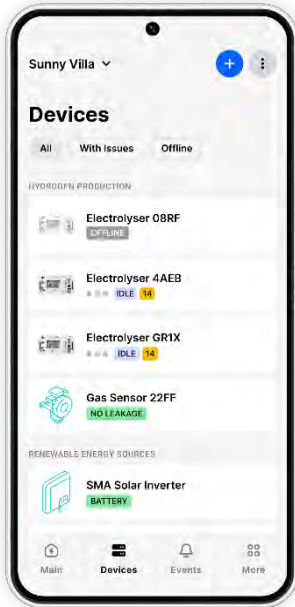 Sunny Villa
Devices
All With Issues Offline
HYDROGEN PRODUCTION
Electrolyser 08RF
OFFLINE
Electrolyser 4AEB
IDLE 14
Electrolyser GR1X
IDLE 14
Gas Sensor 22FF
NO LEAKAGE
RENEWABLE ENERGY SOURCES
SMA Solar Inverter
BATTERY
Main Devices Events More